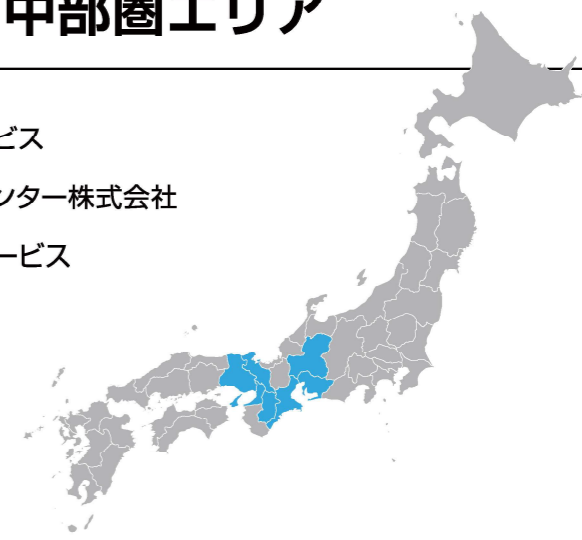 中部圏エリア
ビス
ンター株式会社
ービス